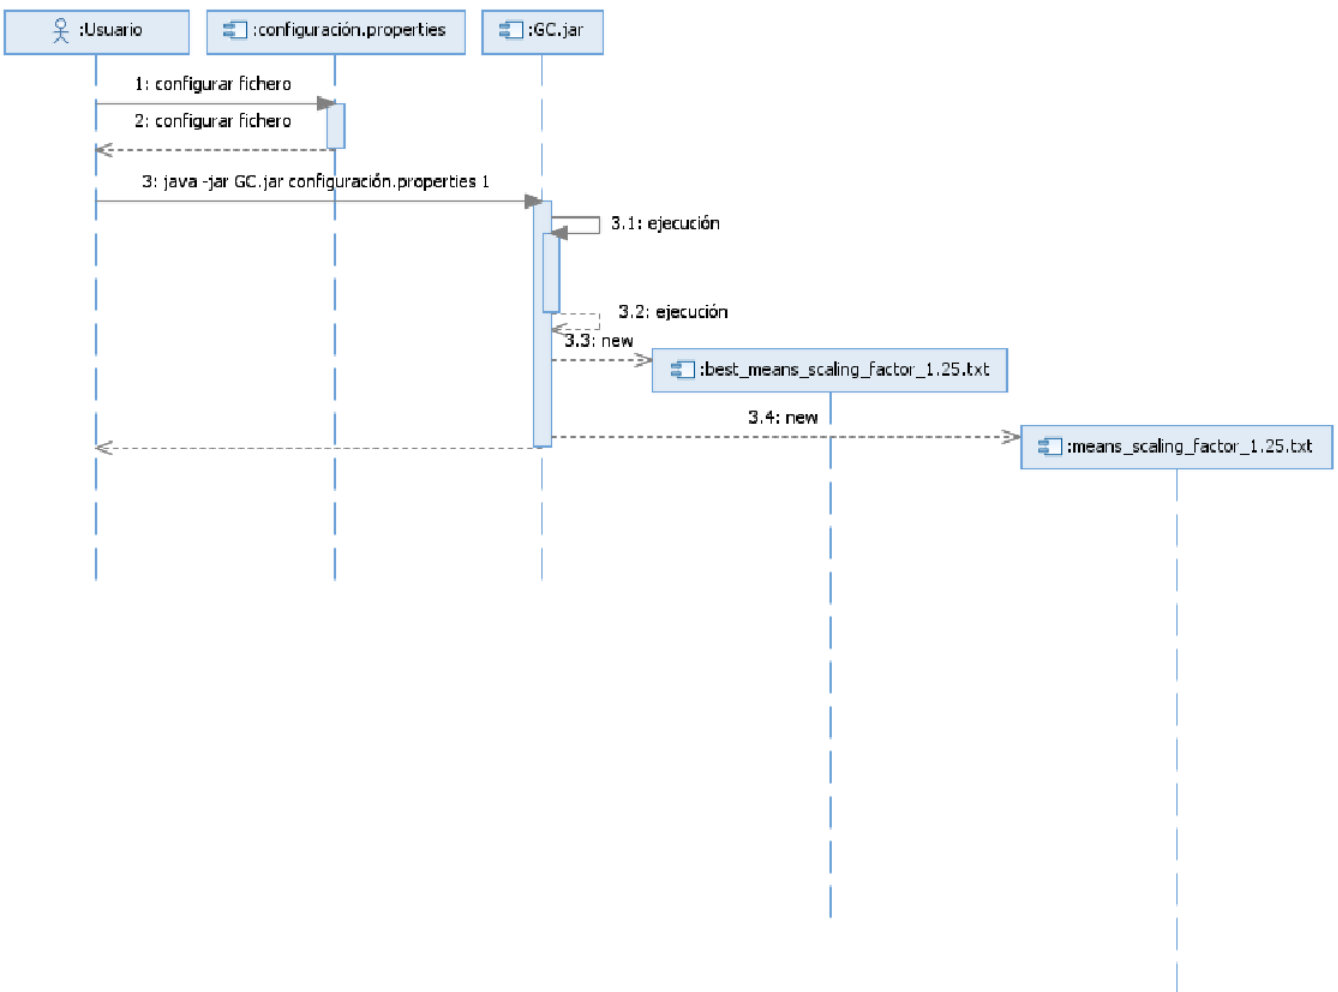 :Usuario
:configuración.properties
:GC.jar
1: configurar fichero
2: configurar fichero
3: java -jar GC.jar configuración.properties 1
3.1: ejecución
3.2: ejecución
3.3: new
:best_means_scaling_factor_1.25.txt
3.4: new
:means_scaling_factor_1.25.txt